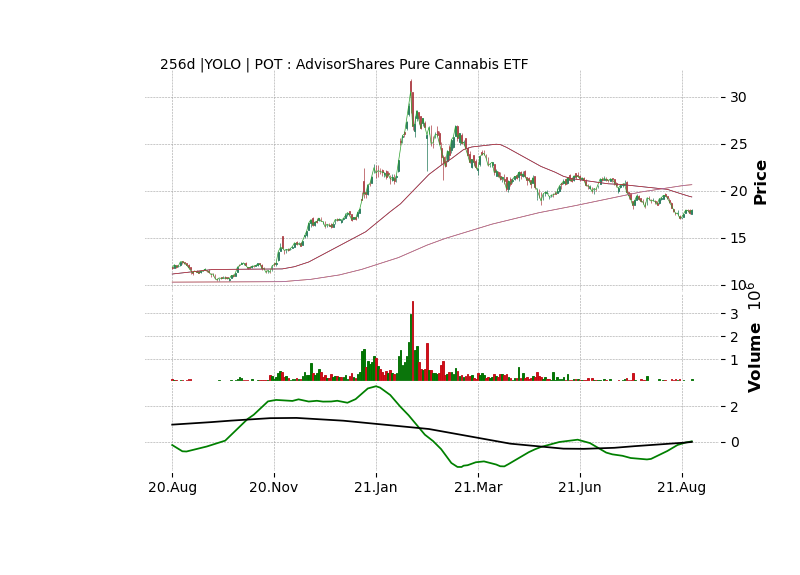 256d |YOLO | POT : AdvisorShares Pure Cannabis ETF
30
25
20
15
10
Price
3
2
1
Volume 10^6
2
0
20.Aug 20.Nov 21.Jan 21.Mar 21.Jun 21.Aug